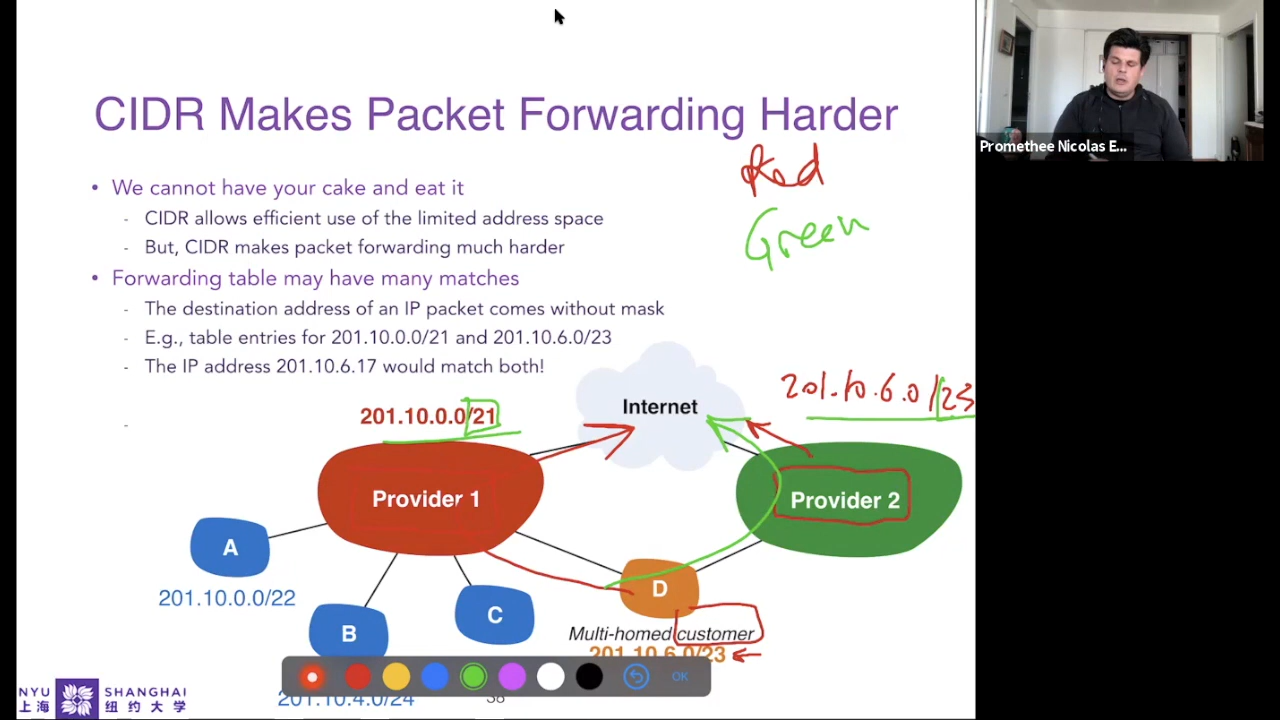 CIDR Makes Packet Forwarding Harder
Red
Green
• We cannot have your cake and eat it
- CIDR allows efficient use of the limited address space
- But, CIDR makes packet forwarding much harder
• Forwarding table may have many matches
- The destination address of an IP packet comes without mask
- E.g., table entries for 201.10.0.0/21 and 201.10.6.0/23
- The IP address 201.10.6.17 would match both!
-
Promethee Nicolas E...
201.10.0.0/21
Internet
201.10.6.0/23
Provider 1
Provider 2
A
201.10.0.0/22
B
C
D
Multi-homed customer
201.10.6.0/23
201.10.4.0/24
OK
38
NYU SHANGHAI
上海 纽约大学